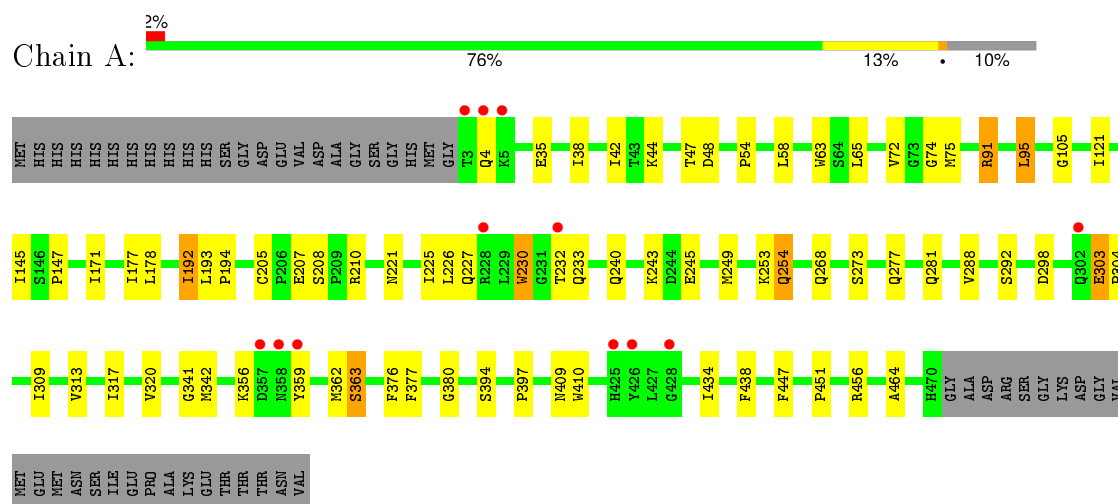 2%
Chain A:
76% 13% • 10%
MET HIS HIS HIS HIS HIS HIS HIS HIS HIS HIS SER GLY ASP GLU VAL ASP ALA GLY SER GLY HIS MET GLY T3 Q4 K5 E35 I38 I42 T43 K44 T47 D48 P54 L58 W63 S64 L65 V72 G73 G74 M75 R91 L95 G105 I121
I145 S146 P147 I171 I177 L178 I192 L193 P194 C205 P206 E207 S208 P209 R210 N221 I225 L226 Q227 R228 L229 W230 G231 T232 Q233 Q240 K243 D244 E245 M249 K253 Q254 Q268 S273 Q277 Q281 V288 S292 D298 Q302 E303 P304
I309 V313 I317 V320 G341 M342 K356 D357 N358 Y359 M362 S363 F376 F377 G380 S394 P397 N409 W410 H425 Y426 L427 G428 I434 F438 F447 P451 R456 A464 H470 GLY ALA ASP ARG SER GLY LYS ASP GLY VAL
MET GLU MET ASN SER ILE GLU PRO ALA LYS GLU THR THR THR ASN VAL